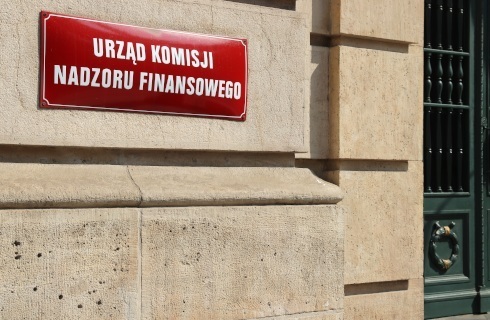 URZĄD KOMISJI
NADZORU FINANSOWEGO